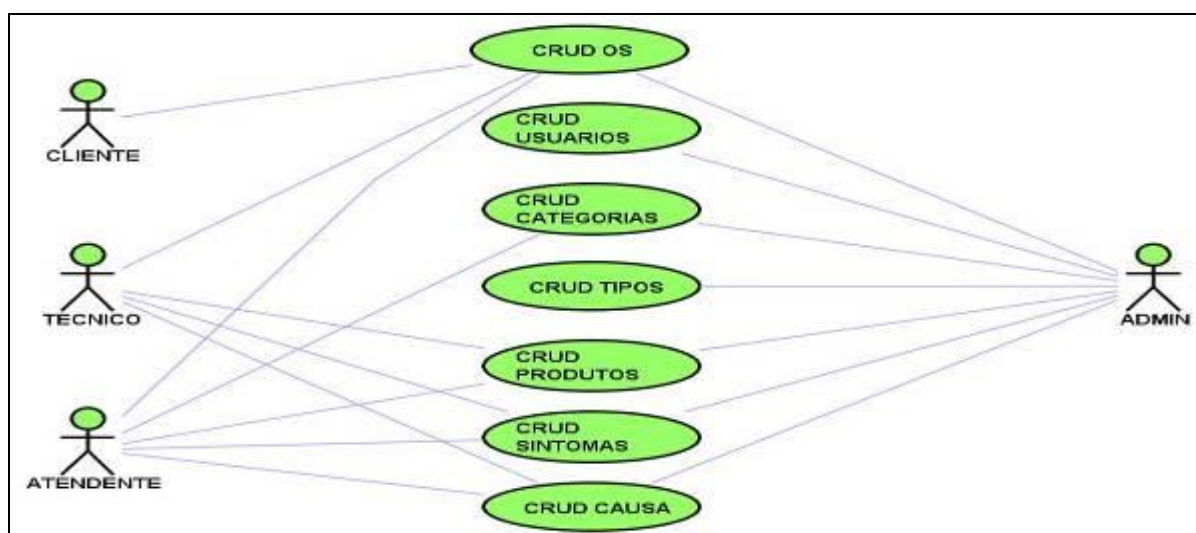 CRUD OS
CLIENTE
CRUD
USUARIOS
CRUD
CATEGORIAS
TECNICO
CRUD TIPOS
ADMIN
CRUD
PRODUTOS
CRUD
SINTOMAS
ATENDENTE
CRUD CAUSA